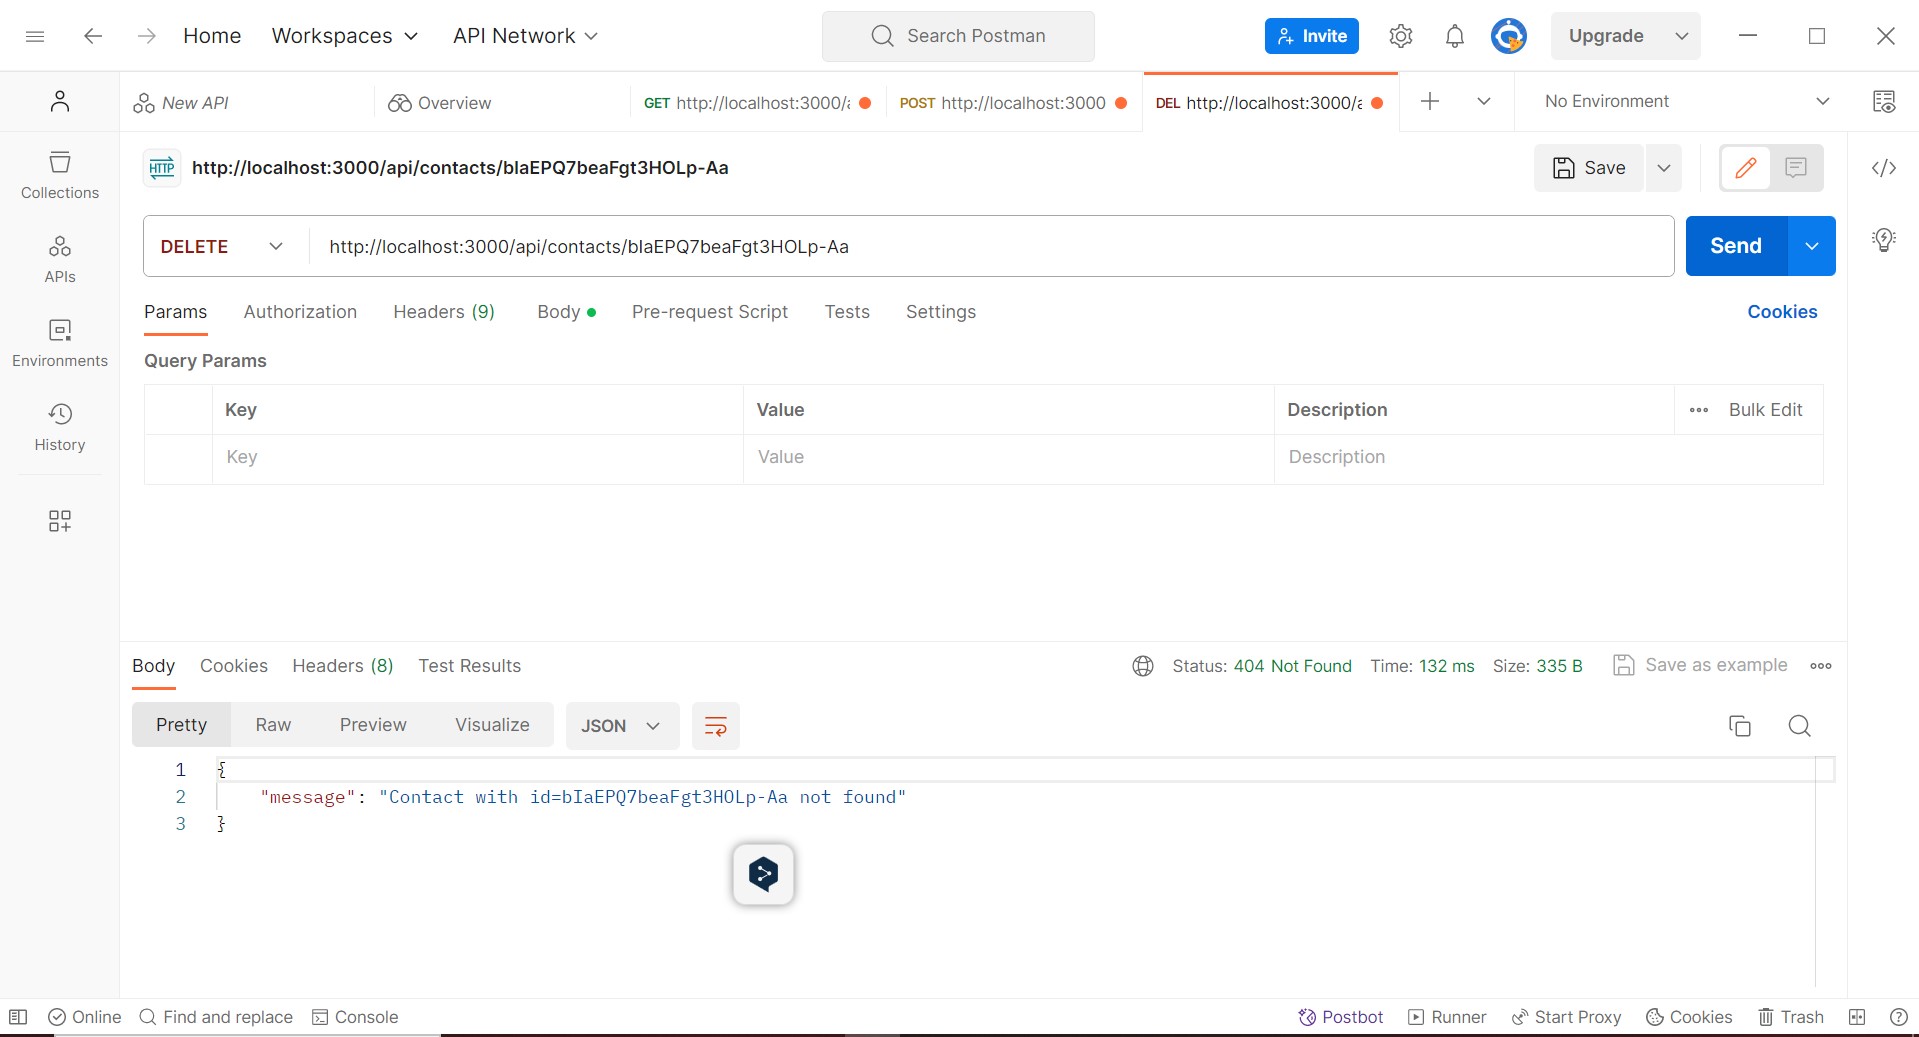 Home Workspaces API Network Search Postman Invite Upgrade
New API Overview GET http://localhost:3000/a POST http://localhost:3000 DEL http://localhost:3000/a No Environment
HTTP http://localhost:3000/api/contacts/bIaEPQ7beaFgt3HOLp-Aa Save
Collections
DELETE http://localhost:3000/api/contacts/bIaEPQ7beaFgt3HOLp-Aa Send
APIs
Params Authorization Headers (9) Body Pre-request Script Tests Settings Cookies
Environments
Query Params
Key Value Description Bulk Edit
History
Key Value Description
Body Cookies Headers (8) Test Results Status: 404 Not Found Time: 132 ms Size: 335 B Save as example
Pretty Raw Preview Visualize JSON
1 {
2 "message": "Contact with id=bIaEPQ7beaFgt3HOLp-Aa not found"
3 }
Online Find and replace Console Postbot Runner Start Proxy Cookies Trash